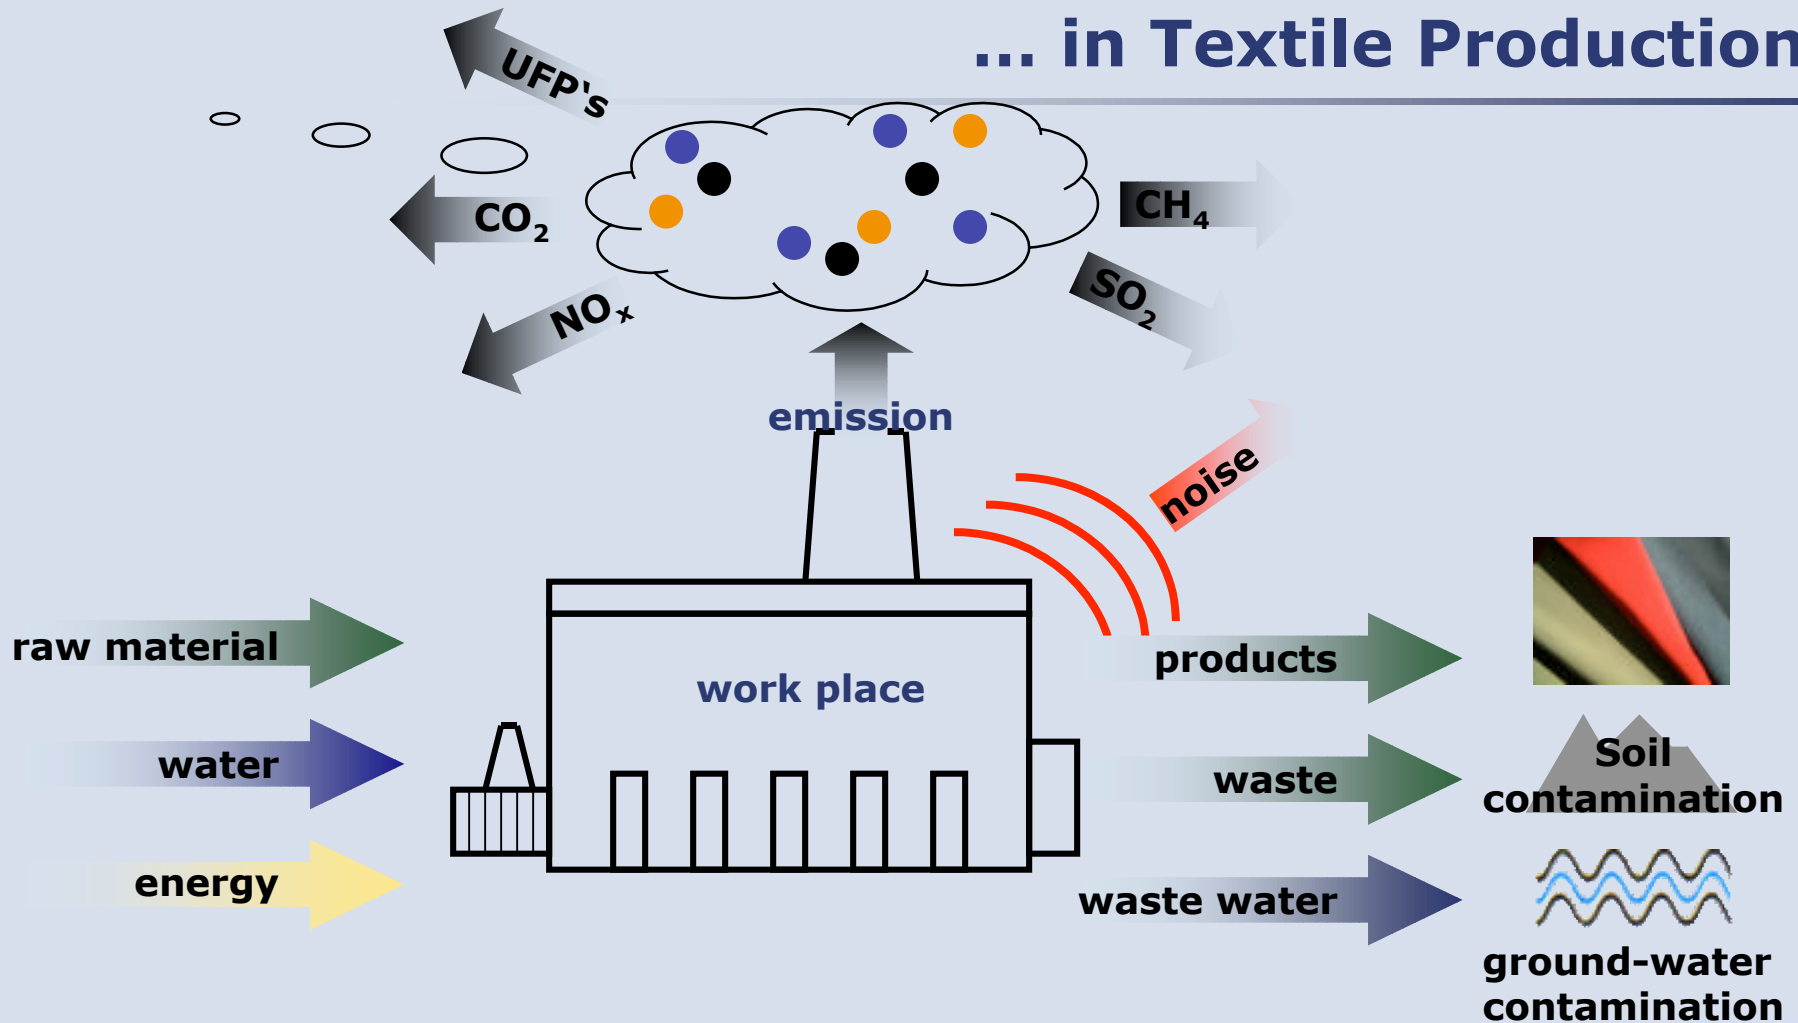 ... in Textile Production
UFP's
CO₂
CH₄
NOₓ
SO₂
emission
noise
raw material
products
work place
water
waste
Soil
contamination
energy
waste water
ground-water
contamination